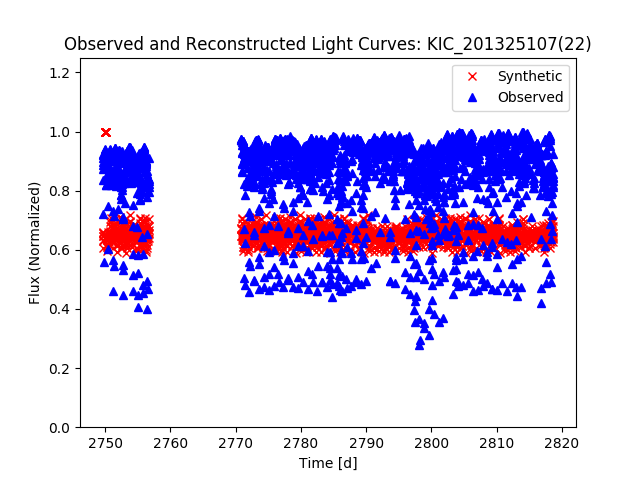 Observed and Reconstructed Light Curves: KIC_201325107(22)
Synthetic
Observed
Flux (Normalized)
1.2
1.0
0.8
0.6
0.4
0.2
0.0
2750 2760 2770 2780 2790 2800 2810 2820
Time [d]